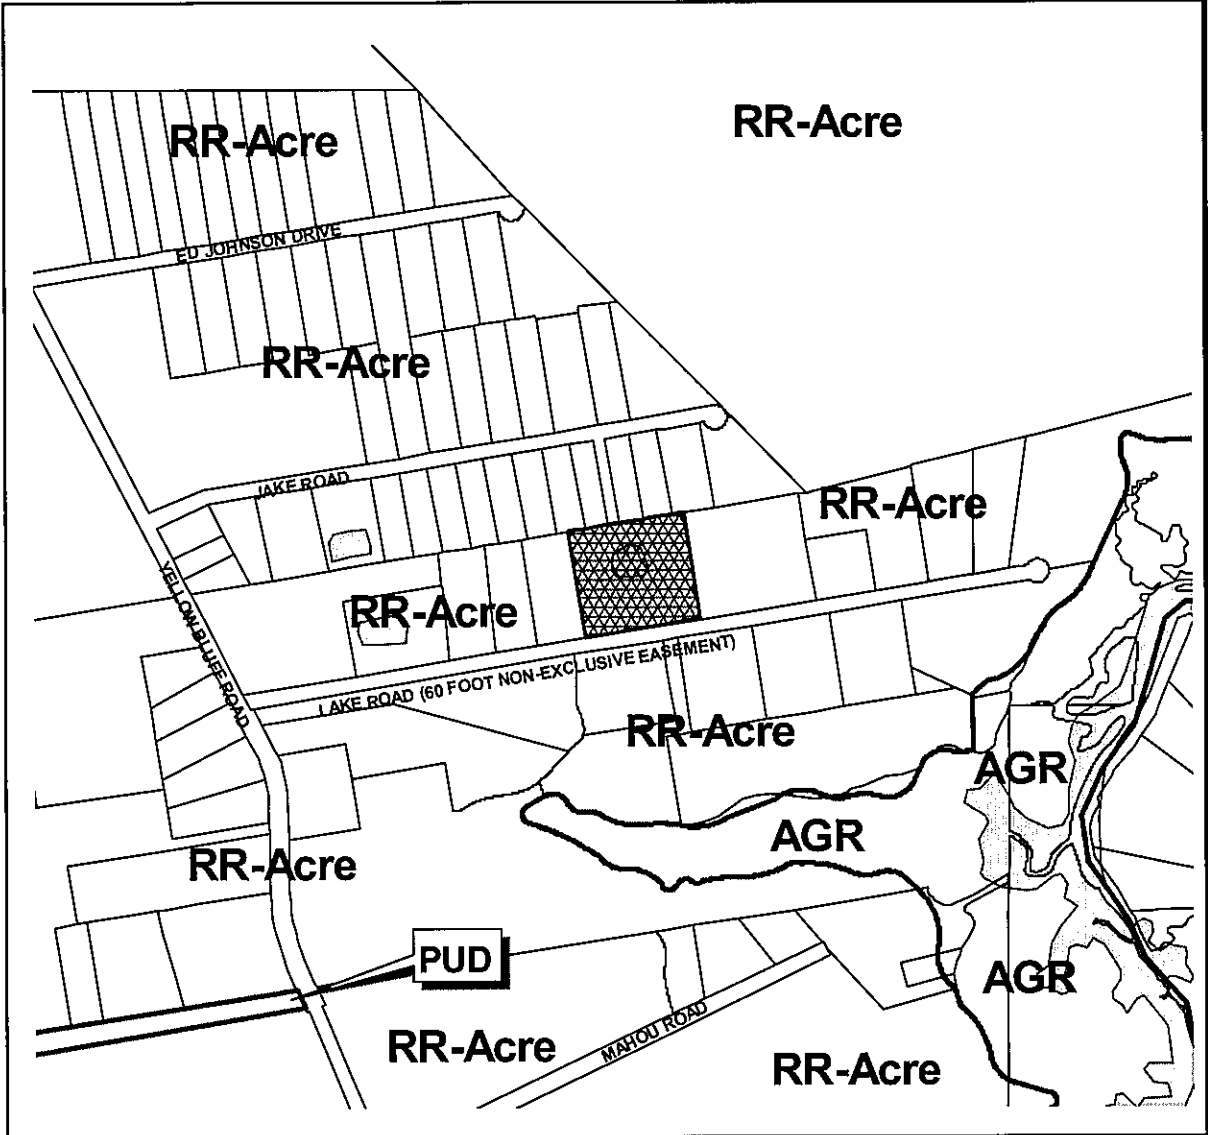 RR-Acre
RR-Acre
ED JOHNSON DRIVE
RR-Acre
JAKE ROAD
RR-Acre
YELLOW BLUFF ROAD
RR-Acre
LAKE ROAD (60 FOOT NON-EXCLUSIVE EASEMENT)
RR-Acre
AGR
AGR
RR-Acre
PUD
AGR
MAHOU ROAD
RR-Acre
RR-Acre